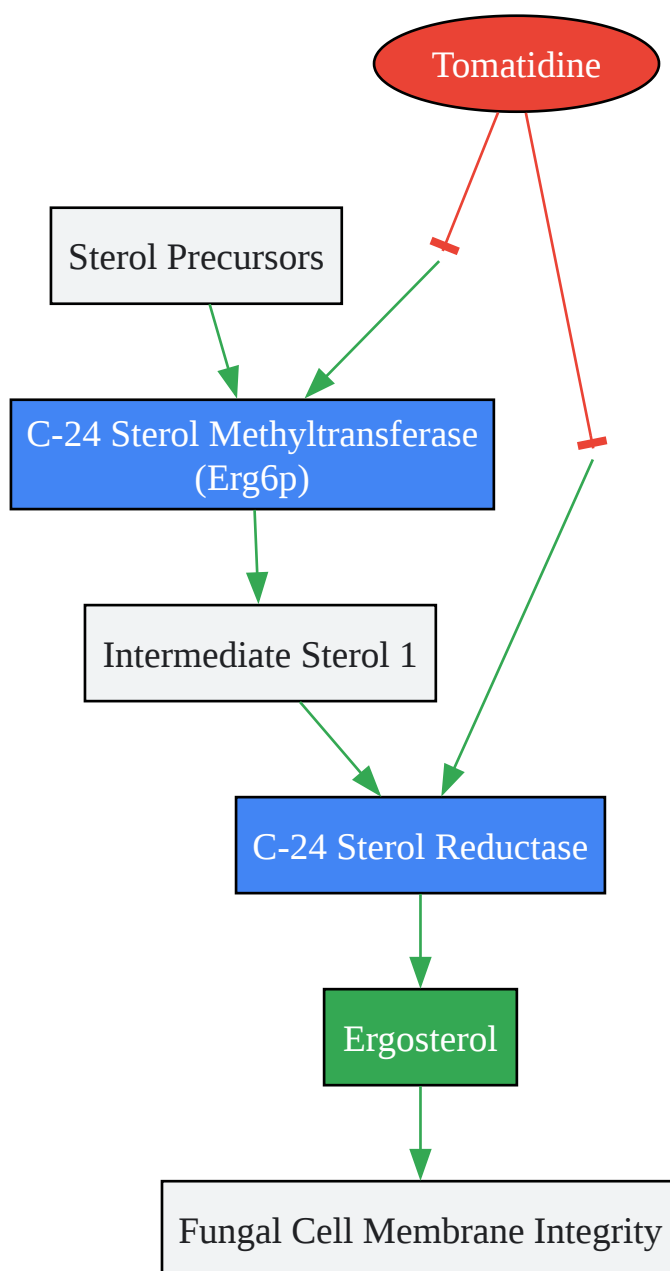 Tomatidine
Sterol Precursors
C-24 Sterol Methyltransferase
(Erg6p)
Intermediate Sterol 1
C-24 Sterol Reductase
Ergosterol
Fungal Cell Membrane Integrity